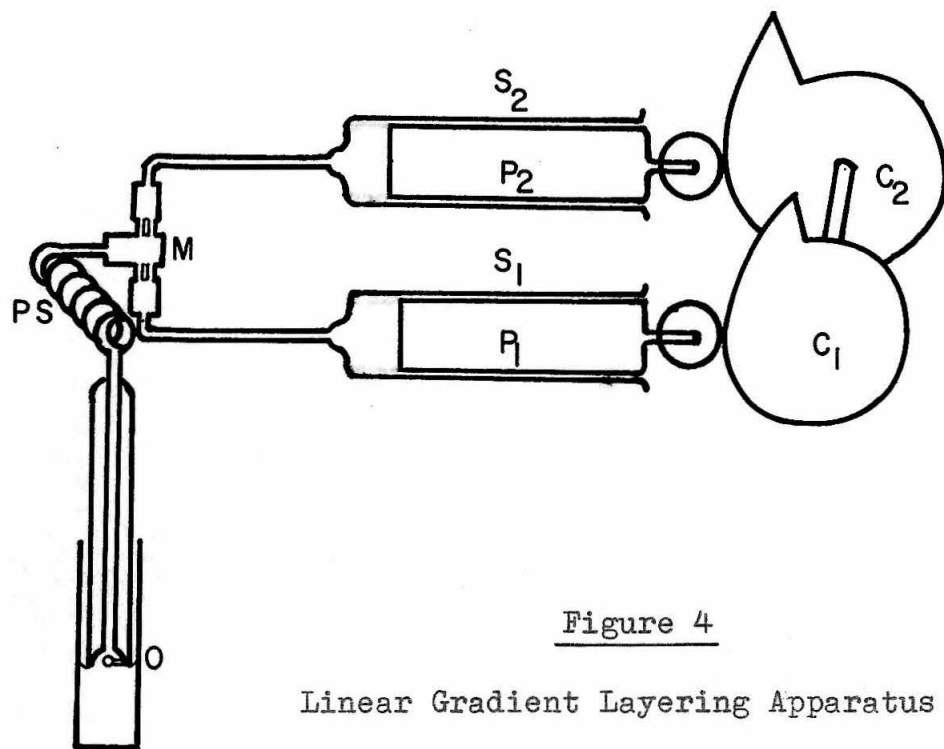 S2
P2
C2
M
S1
PS
P1
C1
O
Figure 4
Linear Gradient Layering Apparatus